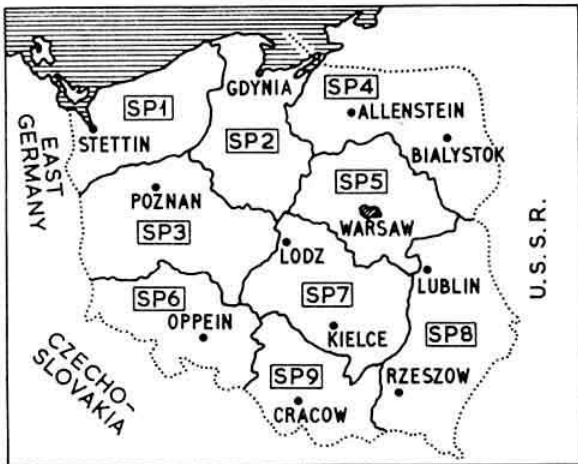 GDYNIA
SP4
SP1
ALLENSTEIN
STETTIN
SP2
BIALYSTOK
EAST
GERMANY
SP5
POZNAN
WARSAW
SP3
LODZ
U.S.S.R.
LUBLIN
SP6
SP7
OPPEIN
KIELCE
SP8
CZECHO-
SLOVAKIA
SP9
RZESZOW
CRACOW